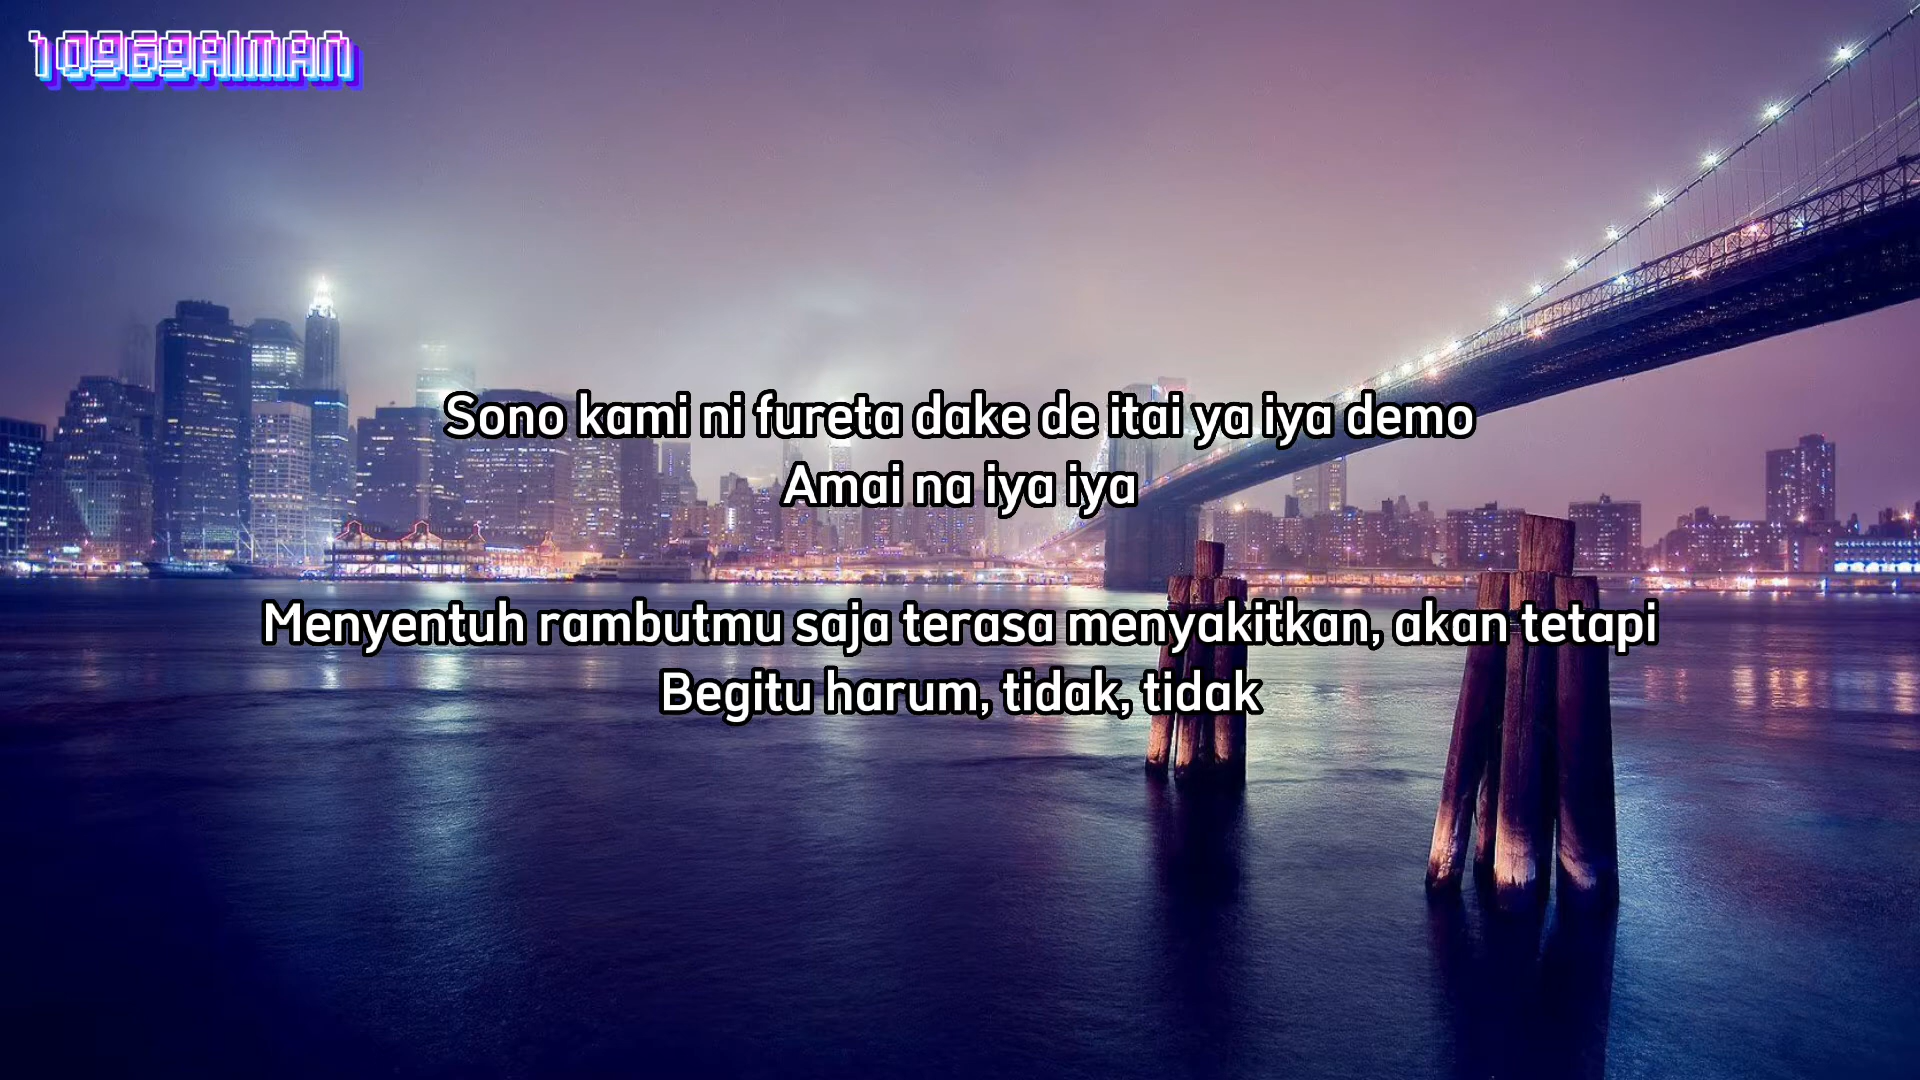 10969AIMAN
Sono kami ni fureta dake de itai ya iya demo
Amai na iya iya
Menyentuh rambutmu saja terasa menyakitkan, akan tetapi
Begitu harum, tidak, tidak